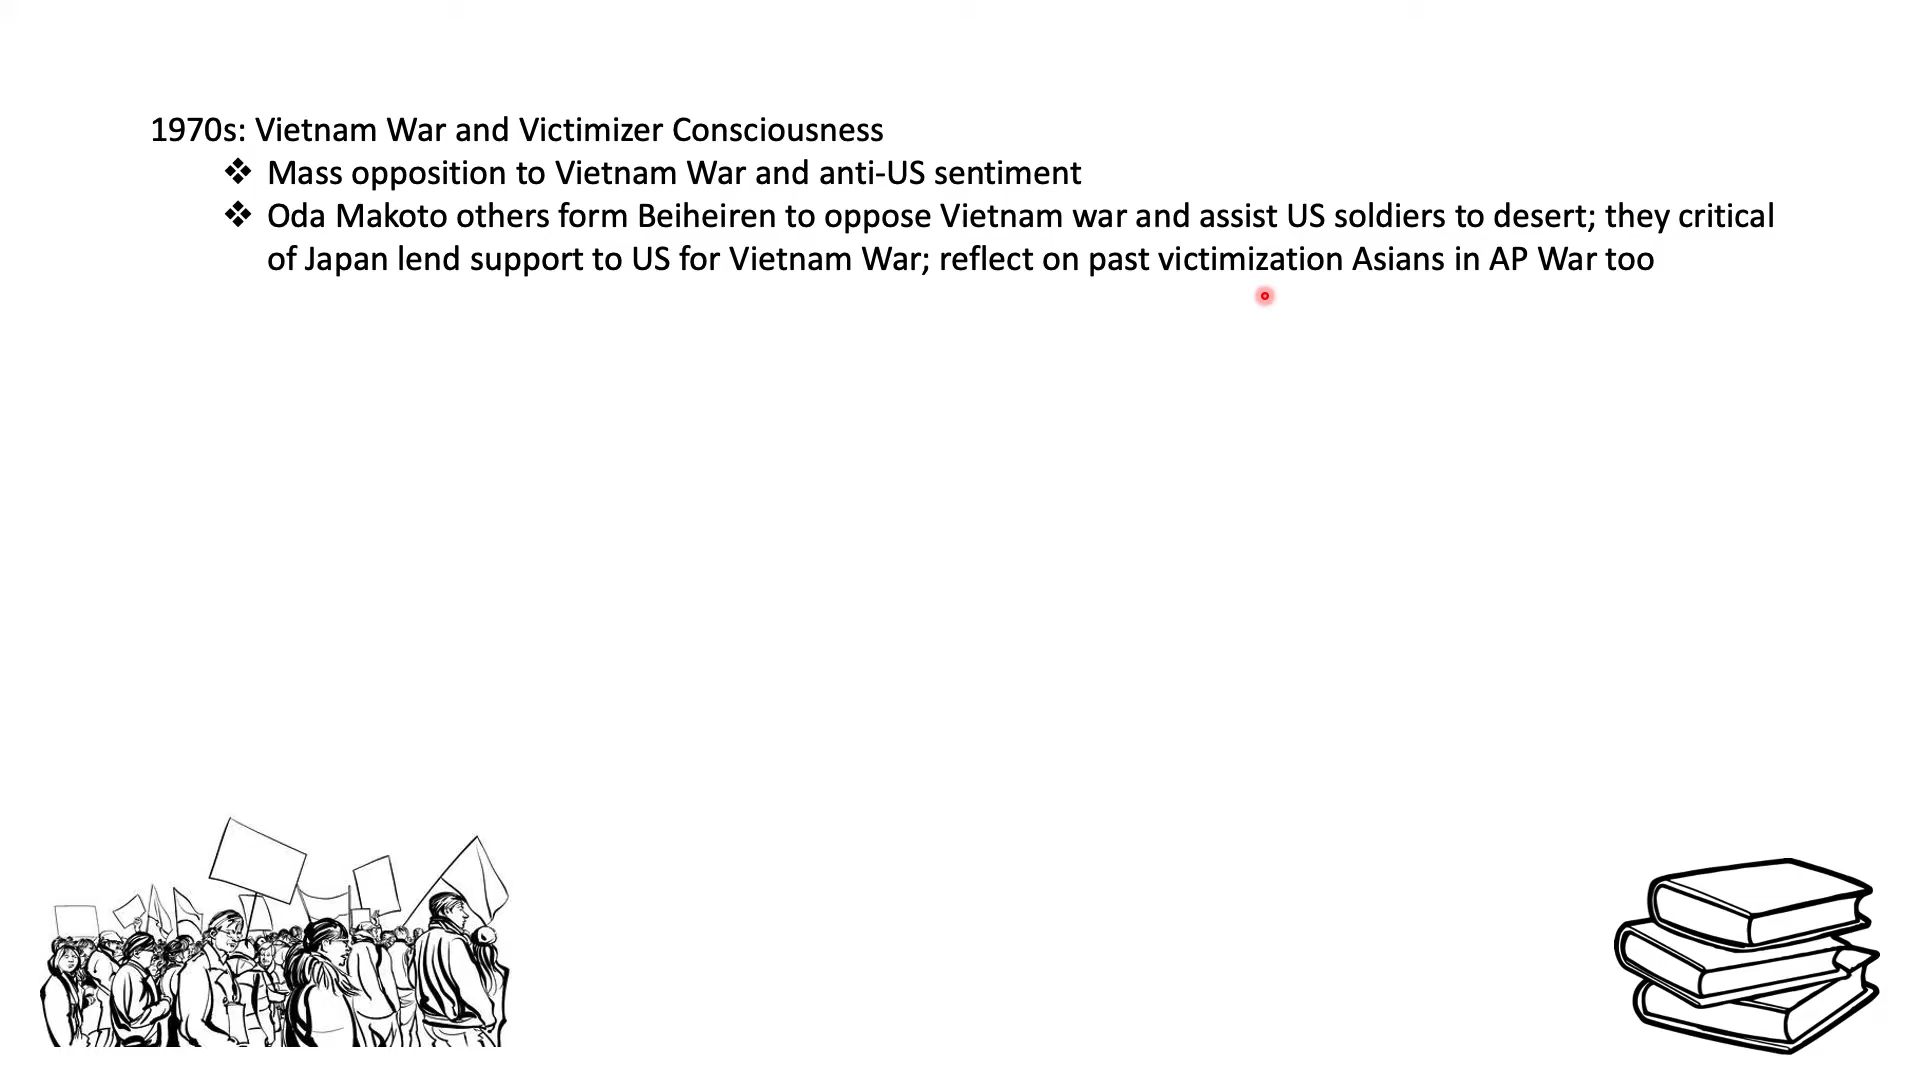 1970s: Vietnam War and Victimizer Consciousness
❖ Mass opposition to Vietnam War and anti-US sentiment
❖ Oda Makoto others form Beiheiren to oppose Vietnam war and assist US soldiers to desert; they critical
of Japan lend support to US for Vietnam War; reflect on past victimization Asians in AP War too